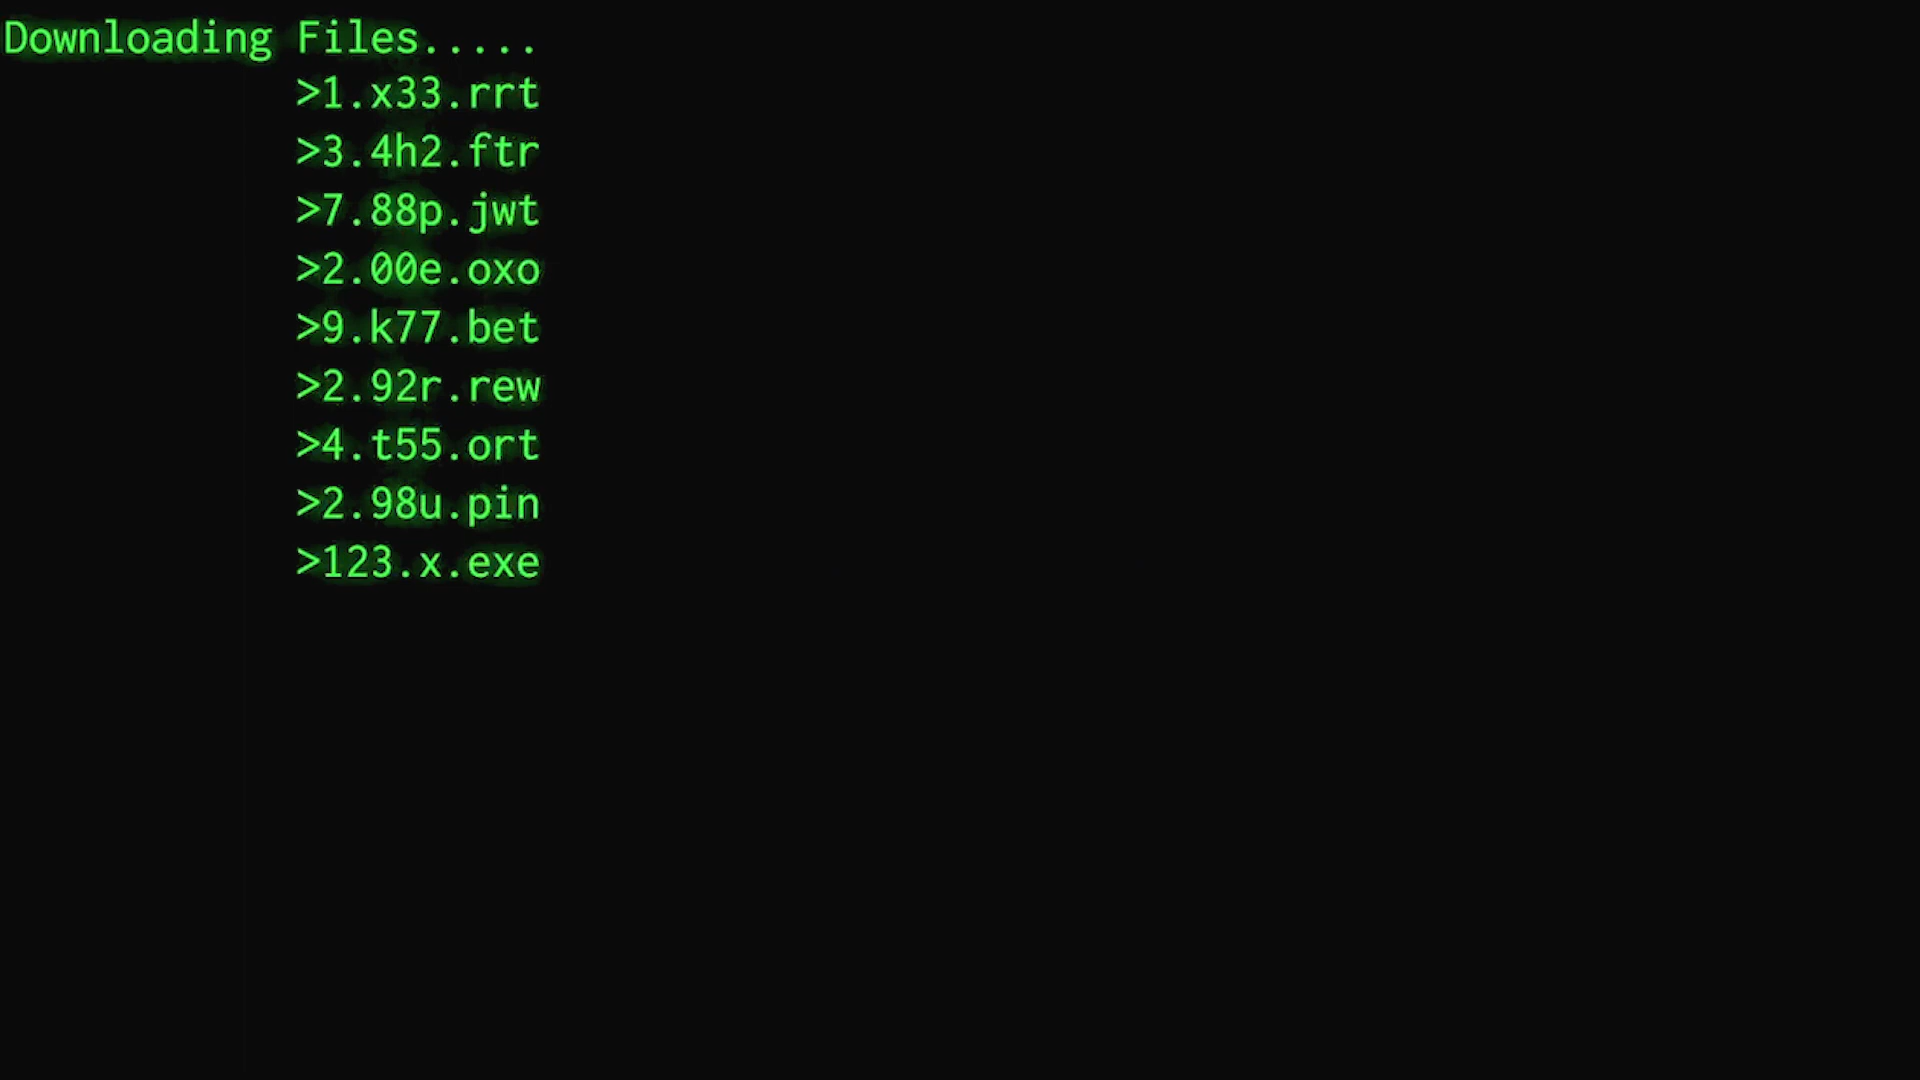 Downloading Files.....
>1.x33.rrt
>3.4h2.ftr
>7.88p.jwt
>2.00e.oxo
>9.k77.bet
>2.92r.rew
>4.t55.ort
>2.98u.pin
>123.x.exe